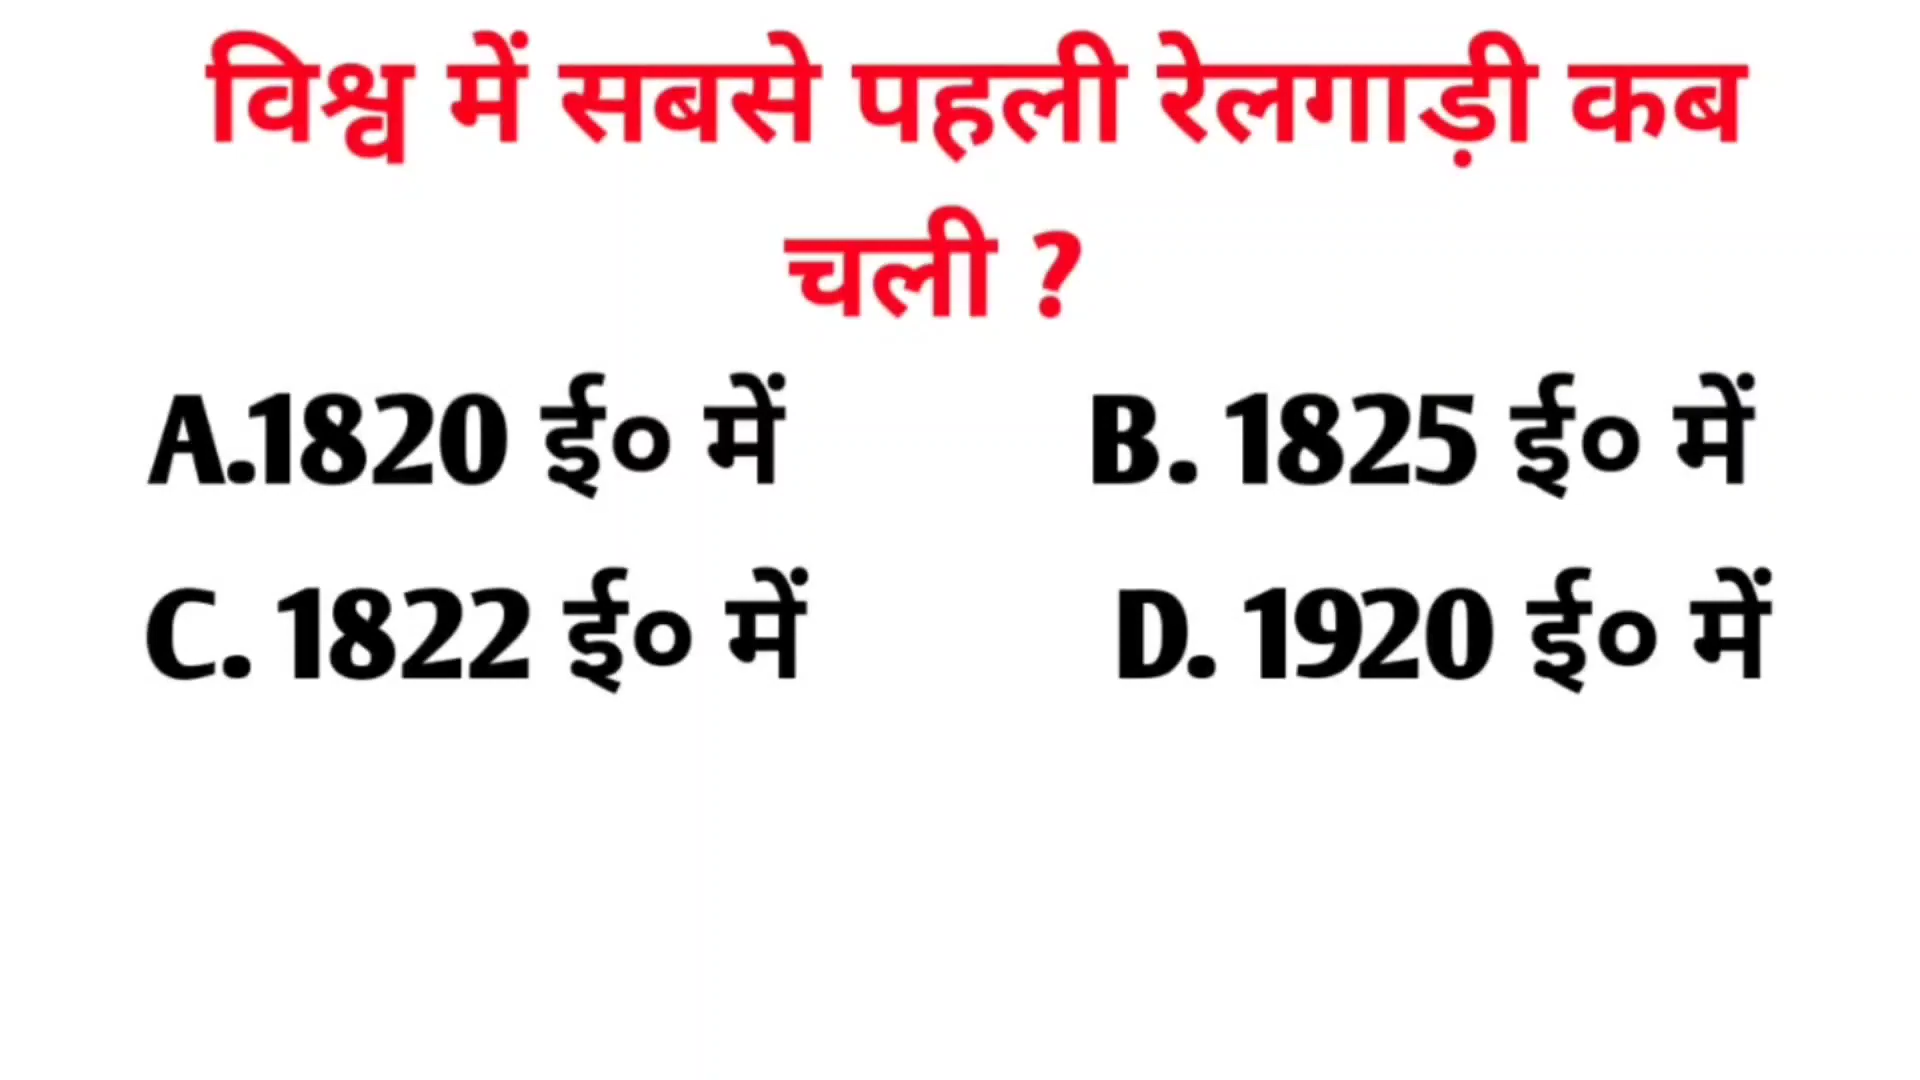 विश्व में सबसे पहली रेलगाड़ी कब
चली ?
A.1820 ई० में B. 1825 ई० में
C. 1822 ई० में D. 1920 ई० में